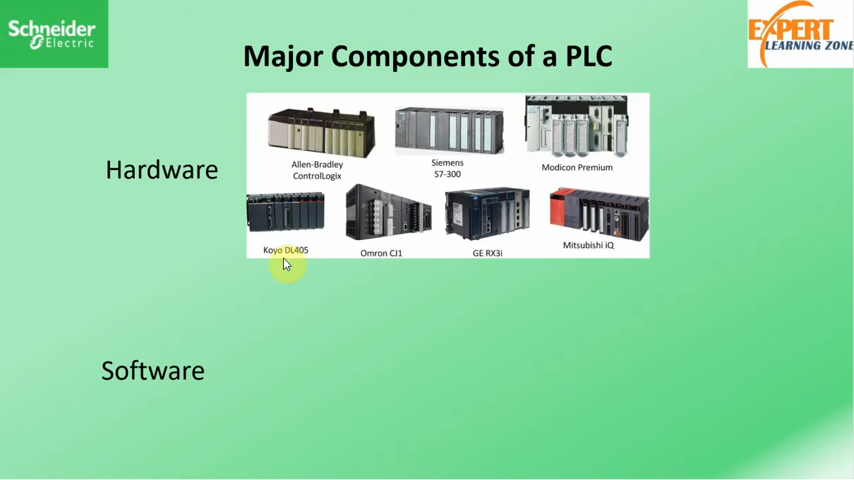 Schneider
Electric
EXPERT
LEARNING ZONE
Major Components of a PLC
Hardware
Allen-Bradley
ControlLogix
Siemens
S7-300
Modicon Premium
Koyo DL405
Omron CJ1
GE RX3i
Mitsubishi iQ
Software